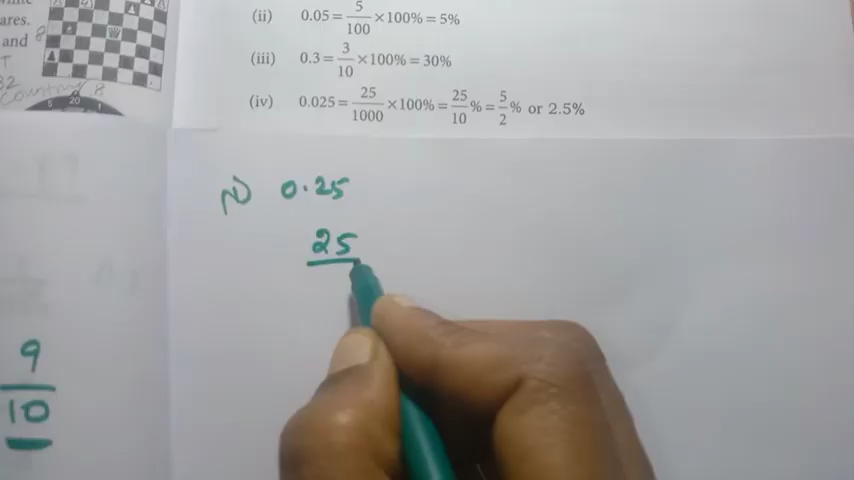 ares.
and
(ii) 0.05 = 5/100 ×100% = 5%
(iii) 0.3 = 3/10 ×100% = 30%
(iv) 0.025 = 25/1000 ×100% = 25/10 % = 5/2 % or 2.5%
0.25
25
9
10